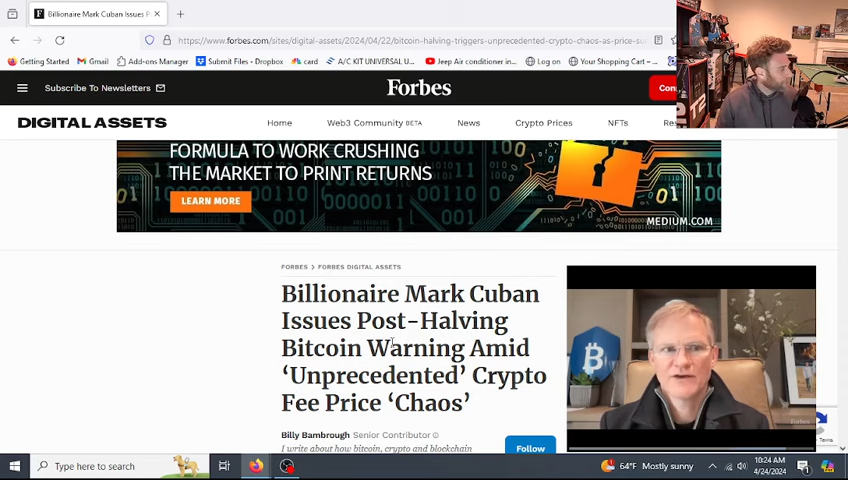 Billionaire Mark Cuban Issues P
https://www.forbes.com/sites/digital-assets/2024/04/22/bitcoin-halving-triggers-unprecedented-crypto-chaos-as-price-su
Getting Started Gmail Add-ons Manager Submit Files - Dropbox card A/C KIT UNIVERSAL U... Jeep Air conditioner in... Log on Your Shopping Cart -...
Subscribe To Newsletters Forbes Con
DIGITAL ASSETS Home Web3 Community BETA News Crypto Prices NFTs Re
FORMULA TO WORK CRUSHING
THE MARKET TO PRINT RETURNS
LEARN MORE
MEDIUM.COM
FORBES > FORBES DIGITAL ASSETS
Billionaire Mark Cuban
Issues Post-Halving
Bitcoin Warning Amid
‘Unprecedented’ Crypto
Fee Price ‘Chaos’
Billy Bambrough Senior Contributor
I write about how bitcoin, crypto and blockchain
Follow
Forbes
Terms
Type here to search
64°F Mostly sunny
10:24 AM
4/24/2024